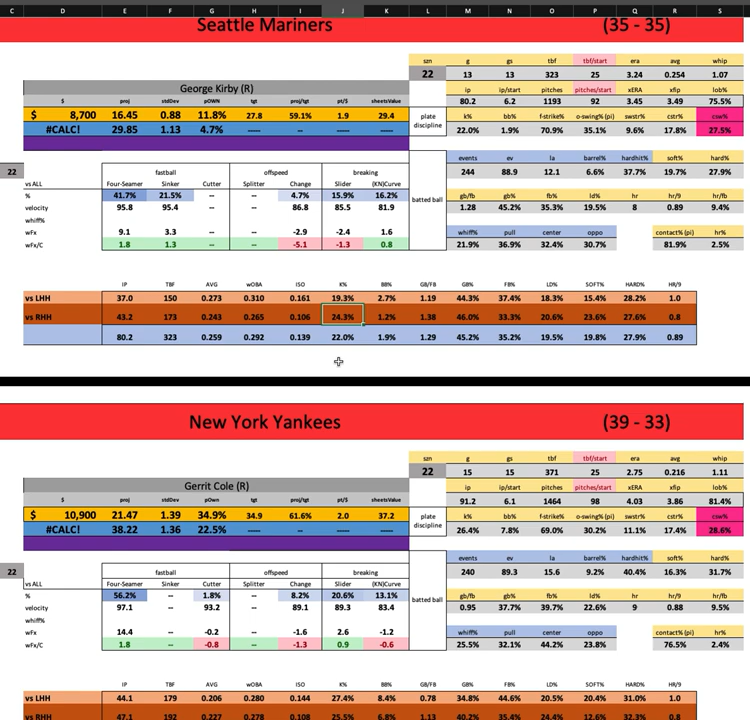 C D E F G H I J K L M N O P Q R S
Seattle Mariners (35 - 35)
szn g gs tbf tbf/start era avg whip
22 13 13 323 25 3.24 0.254 1.07
George Kirby (R) ip ip/start pitches pitches/start xERA xfip lob%
$ proj stdDev pOWN tgt proj/tgt pt/$ sheetsValue 80.2 6.2 1193 92 3.45 3.49 75.5%
$ 8,700 16.45 0.88 11.8% 27.8 59.1% 1.9 29.4 plate discipline k% bb% f-strike% o-swing% (pi) swstr% cstr% csw%
#CALC! 29.85 1.13 4.7% ---- -- ---- 22.0% 1.9% 70.9% 35.1% 9.6% 17.8% 27.5%
events ev la barrel% hardhit% soft% hard%
22 fastball offspeed breaking 244 88.9 12.1 6.6% 37.7% 19.7% 27.9%
vs ALL Four-Seamer Sinker Cutter Splitter Change Slider (KN)Curve
% 41.7% 21.5% -- -- 4.7% 15.9% 16.2% batted ball gb/fb gb% fb% ld% hr hr/9 hr/fb
velocity 95.8 95.4 -- -- 86.8 85.5 81.9 1.28 45.2% 35.3% 19.5% 8 0.89 9.4%
whiff%
wFx 9.1 3.3 -- -- -2.9 -2.4 1.6 whiff% pull center oppo contact% (pi) hr%
wFx/C 1.8 1.3 -- -- -5.1 -1.3 0.8 21.9% 36.9% 32.4% 30.7% 81.9% 2.5%
IP TBF AVG wOBA ISO K% BB% GB/FB GB% FB% LD% SOFT% HARD% HR/9
vs LHH 37.0 150 0.273 0.310 0.161 19.3% 2.7% 1.19 44.3% 37.4% 18.3% 15.4% 28.2% 1.0
vs RHH 43.2 173 0.243 0.265 0.106 24.3% 1.2% 1.38 46.0% 33.3% 20.6% 23.6% 27.6% 0.8
80.2 323 0.259 0.292 0.139 22.0% 1.9% 1.29 45.2% 35.2% 19.5% 19.8% 27.9% 0.89
New York Yankees (39 - 33)
szn g gs tbf tbf/start era avg whip
22 15 15 371 25 2.75 0.216 1.11
Gerrit Cole (R) ip ip/start pitches pitches/start xERA xfip lob%
$ proj stdDev pOwn tgt proj/tgt pt/$ sheetsValue 91.2 6.1 1464 98 4.03 3.86 81.4%
$ 10,900 21.47 1.39 34.9% 34.9 61.6% 2.0 37.2 plate discipline k% bb% f-strike% o-swing% (pi) swstr% cstr% csw%
#CALC! 38.22 1.36 22.5% ---- -- ---- 26.4% 7.8% 69.0% 30.2% 11.1% 17.4% 28.6%
events ev la barrel% hardhit% soft% hard%
22 fastball offspeed breaking 240 89.3 15.6 9.2% 40.4% 16.3% 31.7%
vs ALL Four-Seamer Sinker Cutter Splitter Change Slider (KN)Curve
% 56.2% -- 1.8% -- 8.2% 20.6% 13.1% batted ball gb/fb gb% fb% ld% hr hr/9 hr/fb
velocity 97.1 -- 93.2 -- 89.1 89.3 83.4 0.95 37.7% 39.7% 22.6% 9 0.88 9.5%
whiff%
wFx 14.4 -- -0.2 -- -1.6 2.6 -1.2 whiff% pull center oppo contact% (pi) hr%
wFx/C 1.8 -- -0.8 -- -1.3 0.9 -0.6 25.5% 32.1% 44.2% 23.8% 76.5% 2.4%
IP TBF AVG wOBA ISO K% BB% GB/FB GB% FB% LD% SOFT% HARD% HR/9
vs LHH 44.1 179 0.206 0.280 0.144 27.4% 8.4% 0.78 34.8% 44.6% 20.5% 20.4% 31.0% 1.0
vs RHH 47.1 192 0.227 0.278 0.108 25.5% 6.8% 1.13 40.2% 35.4% 24.4% 12.6% 32.3% 0.8